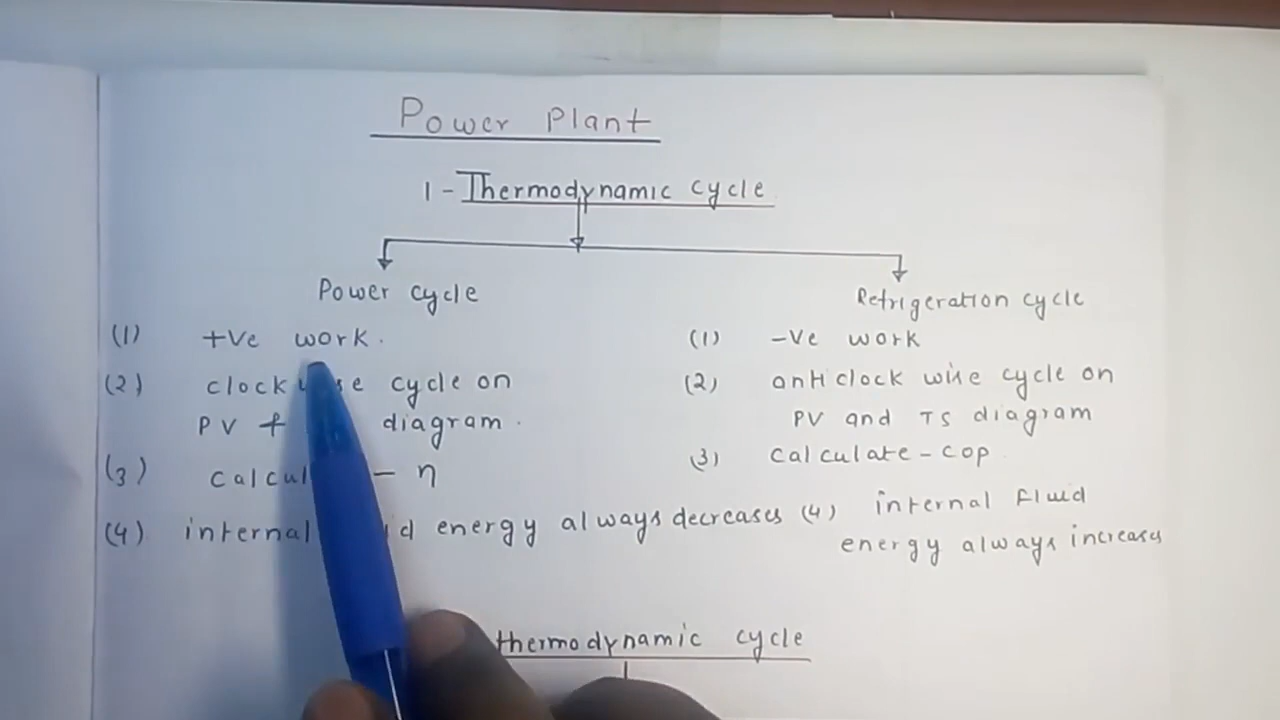 Power Plant
1 - Thermodynamic cycle
Power cycle
Refrigeration cycle
(1) +ve work.
(1) -ve work
(2) clock cycle on
PV & diagram.
(2) anticlock wise cycle on
PV and TS diagram
(3) - η
(3) calculate - cop
(4) internal energy always decreases
(4) internal fluid
energy always increases
thermodynamic cycle